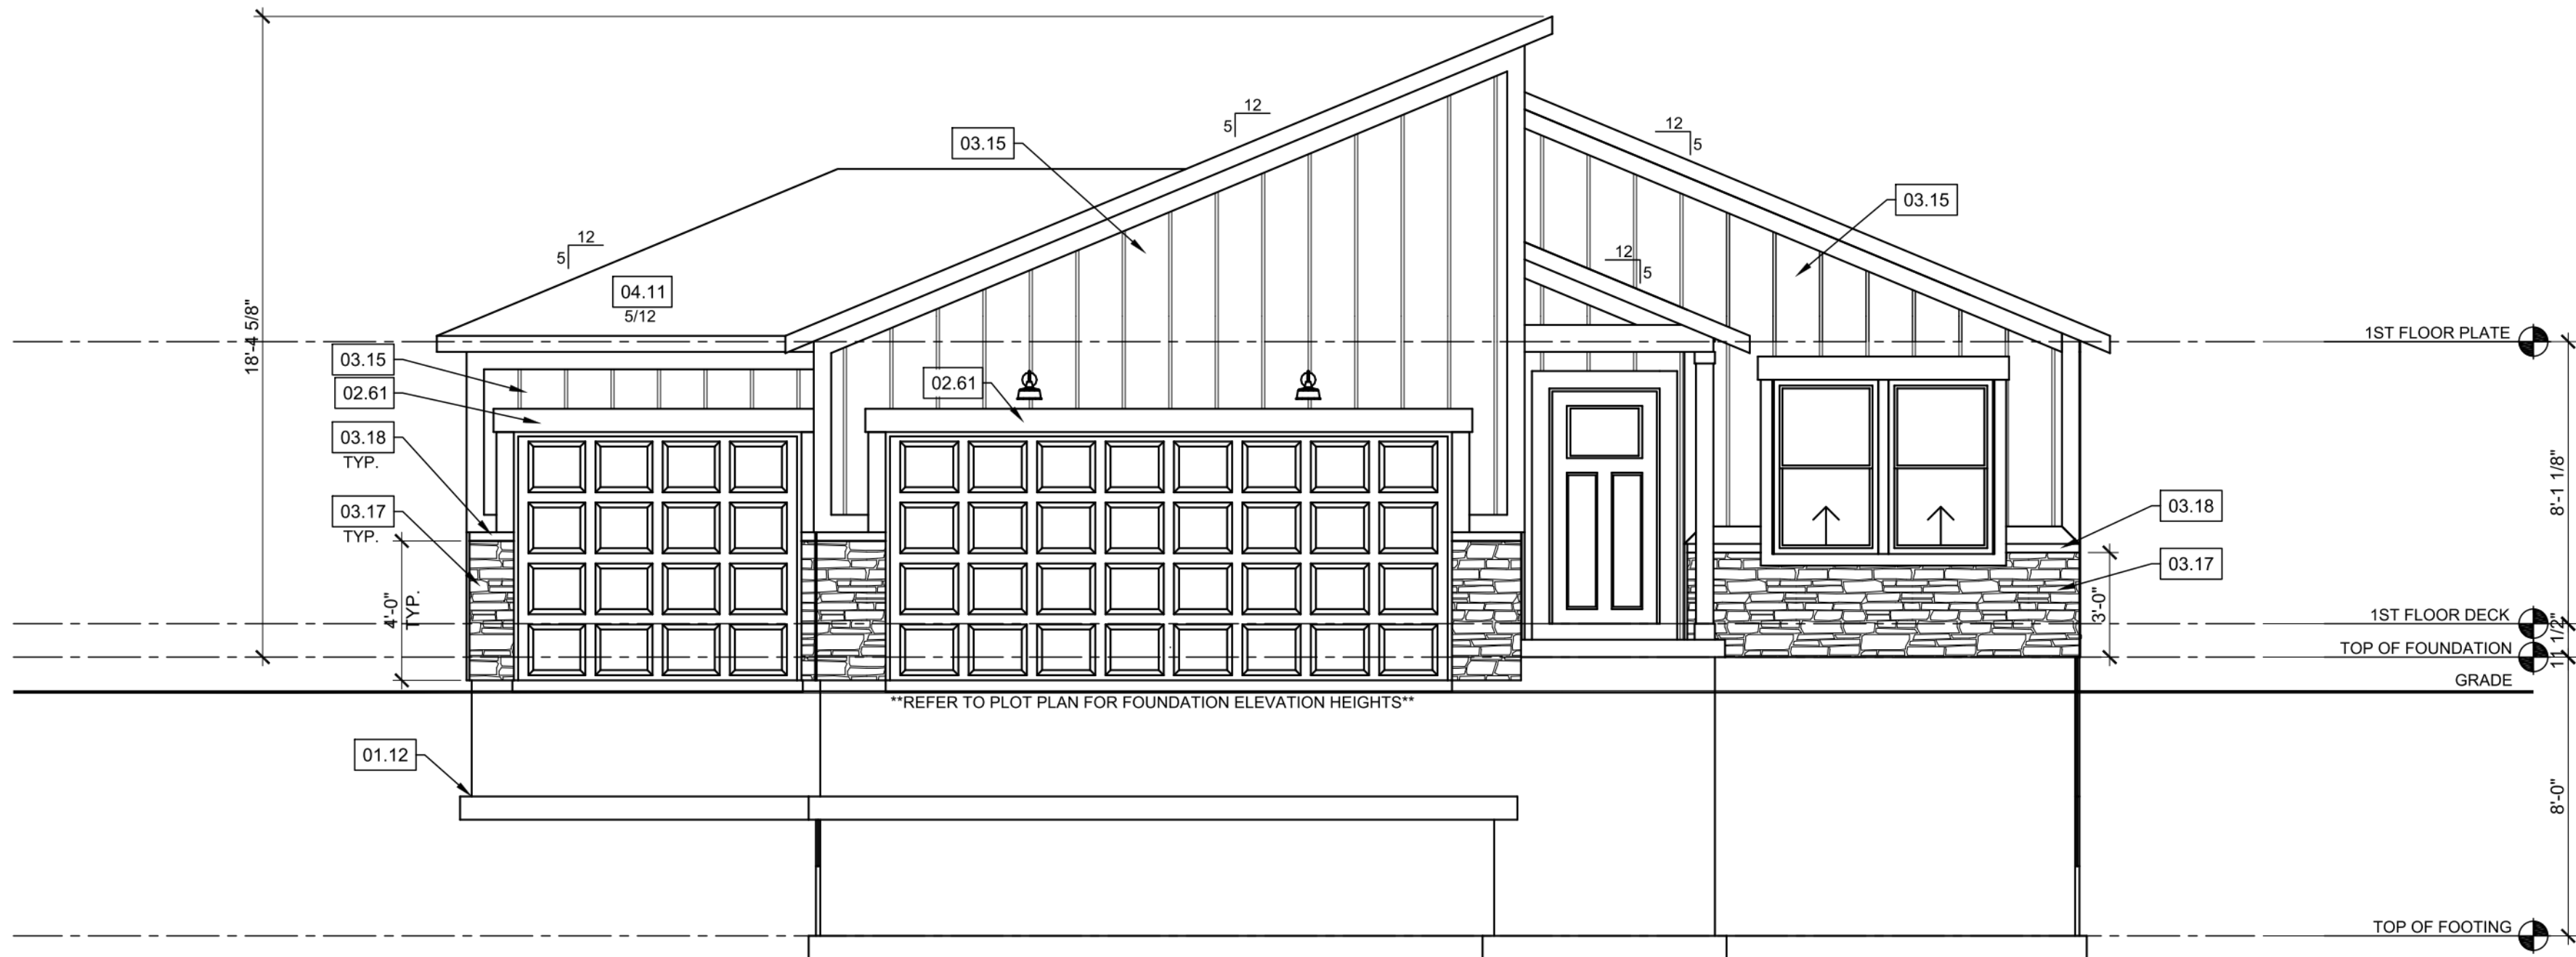 12
5
12
5
03.15
03.15
12
5
12
5
04.11
5/12
18'-4 5/8"
1ST FLOOR PLATE
03.15
02.61
02.61
03.18
TYP.
8'-1 1/8"
03.17
TYP.
03.18
03.17
4'-0"
TYP.
3'-0"
1ST FLOOR DECK
11 1/2"
TOP OF FOUNDATION
GRADE
**REFER TO PLOT PLAN FOR FOUNDATION ELEVATION HEIGHTS**
01.12
8'-0"
TOP OF FOOTING